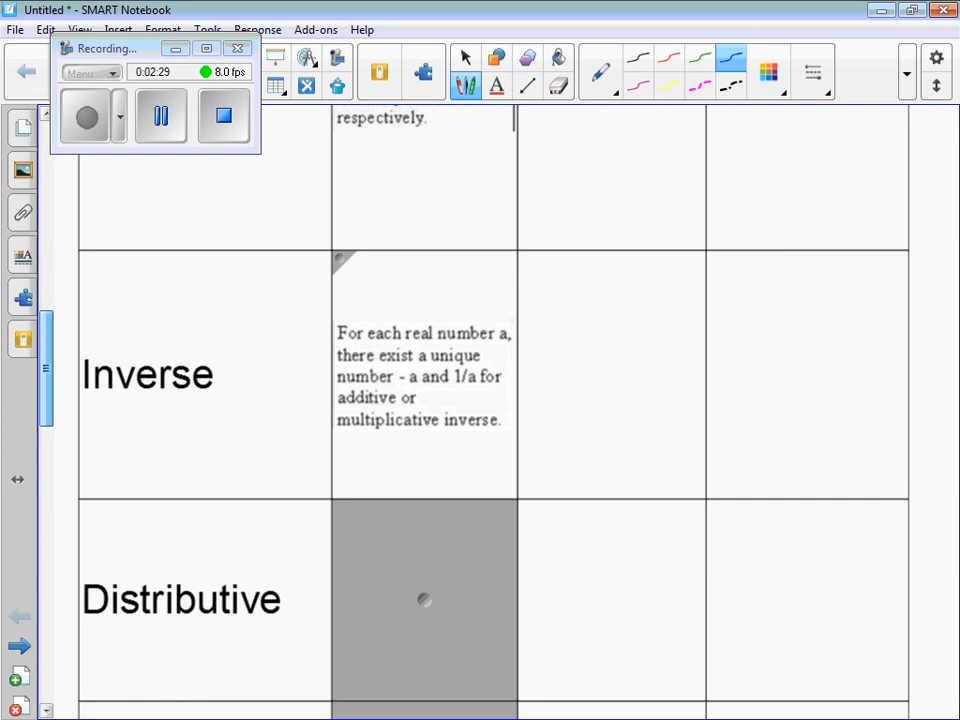 Untitled * - SMART Notebook
File Edit View Insert Format Tools Response Add-ons Help
Recording...
Menu 0:02:29 8.0 fps
respectively.
Inverse
For each real number a,
there exist a unique
number - a and 1/a for
additive or
multiplicative inverse.
Distributive